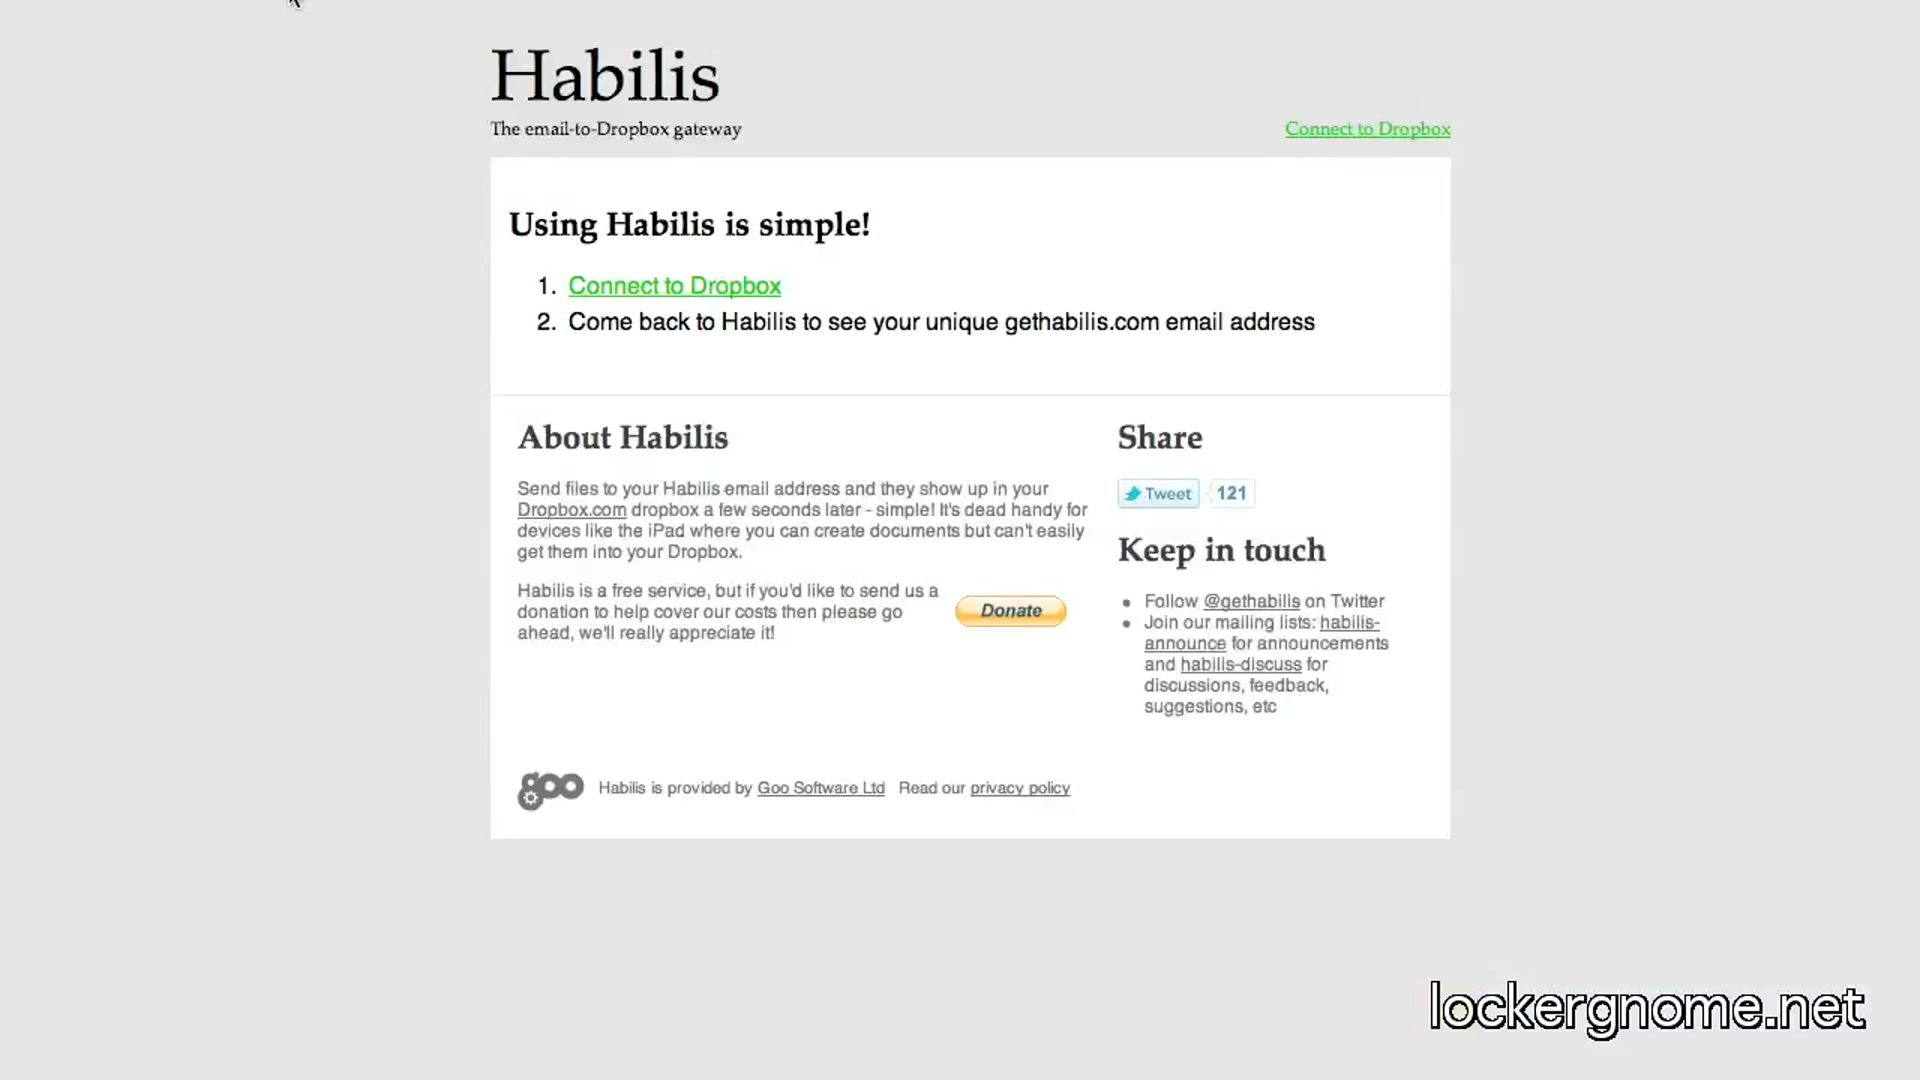 Habilis
The email-to-Dropbox gateway
Connect to Dropbox
Using Habilis is simple!
1. Connect to Dropbox
2. Come back to Habilis to see your unique gethabilis.com email address
About Habilis
Send files to your Habilis email address and they show up in your
Dropbox.com dropbox a few seconds later - simple! It's dead handy for
devices like the iPad where you can create documents but can't easily
get them into your Dropbox.
Habilis is a free service, but if you'd like to send us a
donation to help cover our costs then please go
ahead, we'll really appreciate it!
Donate
Share
Tweet 121
Keep in touch
• Follow @gethabilis on Twitter
• Join our mailing lists: habilis-
announce for announcements
and habilis-discuss for
discussions, feedback,
suggestions, etc
goo Habilis is provided by Goo Software Ltd Read our privacy policy
lockergnome.net